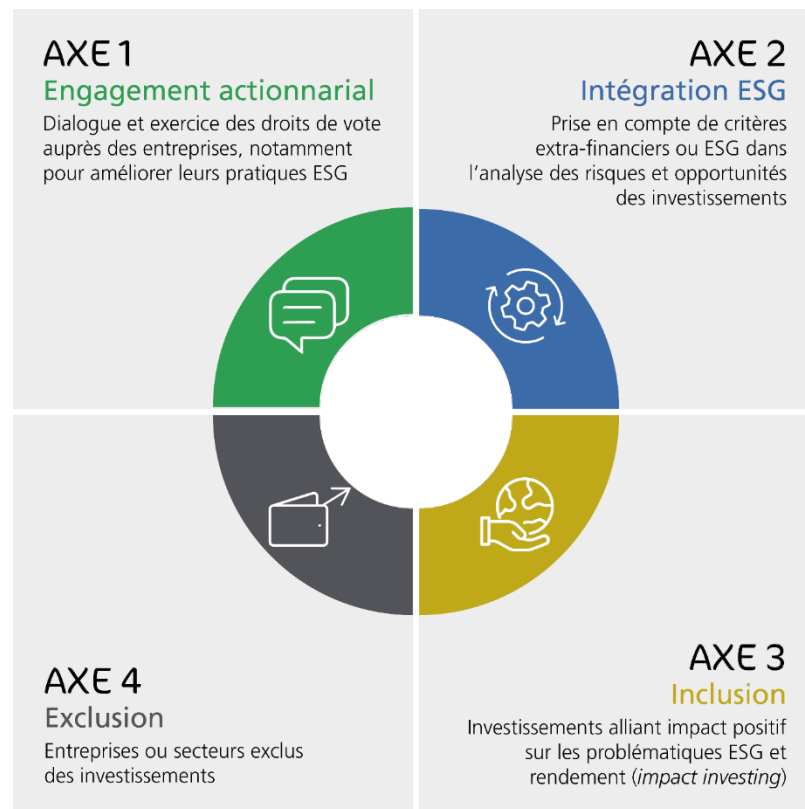 AXE 1
Engagement actionnarial
Dialogue et exercice des droits de vote
auprès des entreprises, notamment
pour améliorer leurs pratiques ESG
AXE 2
Intégration ESG
Prise en compte de critères
extra-financiers ou ESG dans
l’analyse des risques et opportunités
des investissements
AXE 3
Inclusion
Investissements alliant impact positif
sur les problématiques ESG et
rendement (impact investing)
AXE 4
Exclusion
Entreprises ou secteurs exclus
des investissements